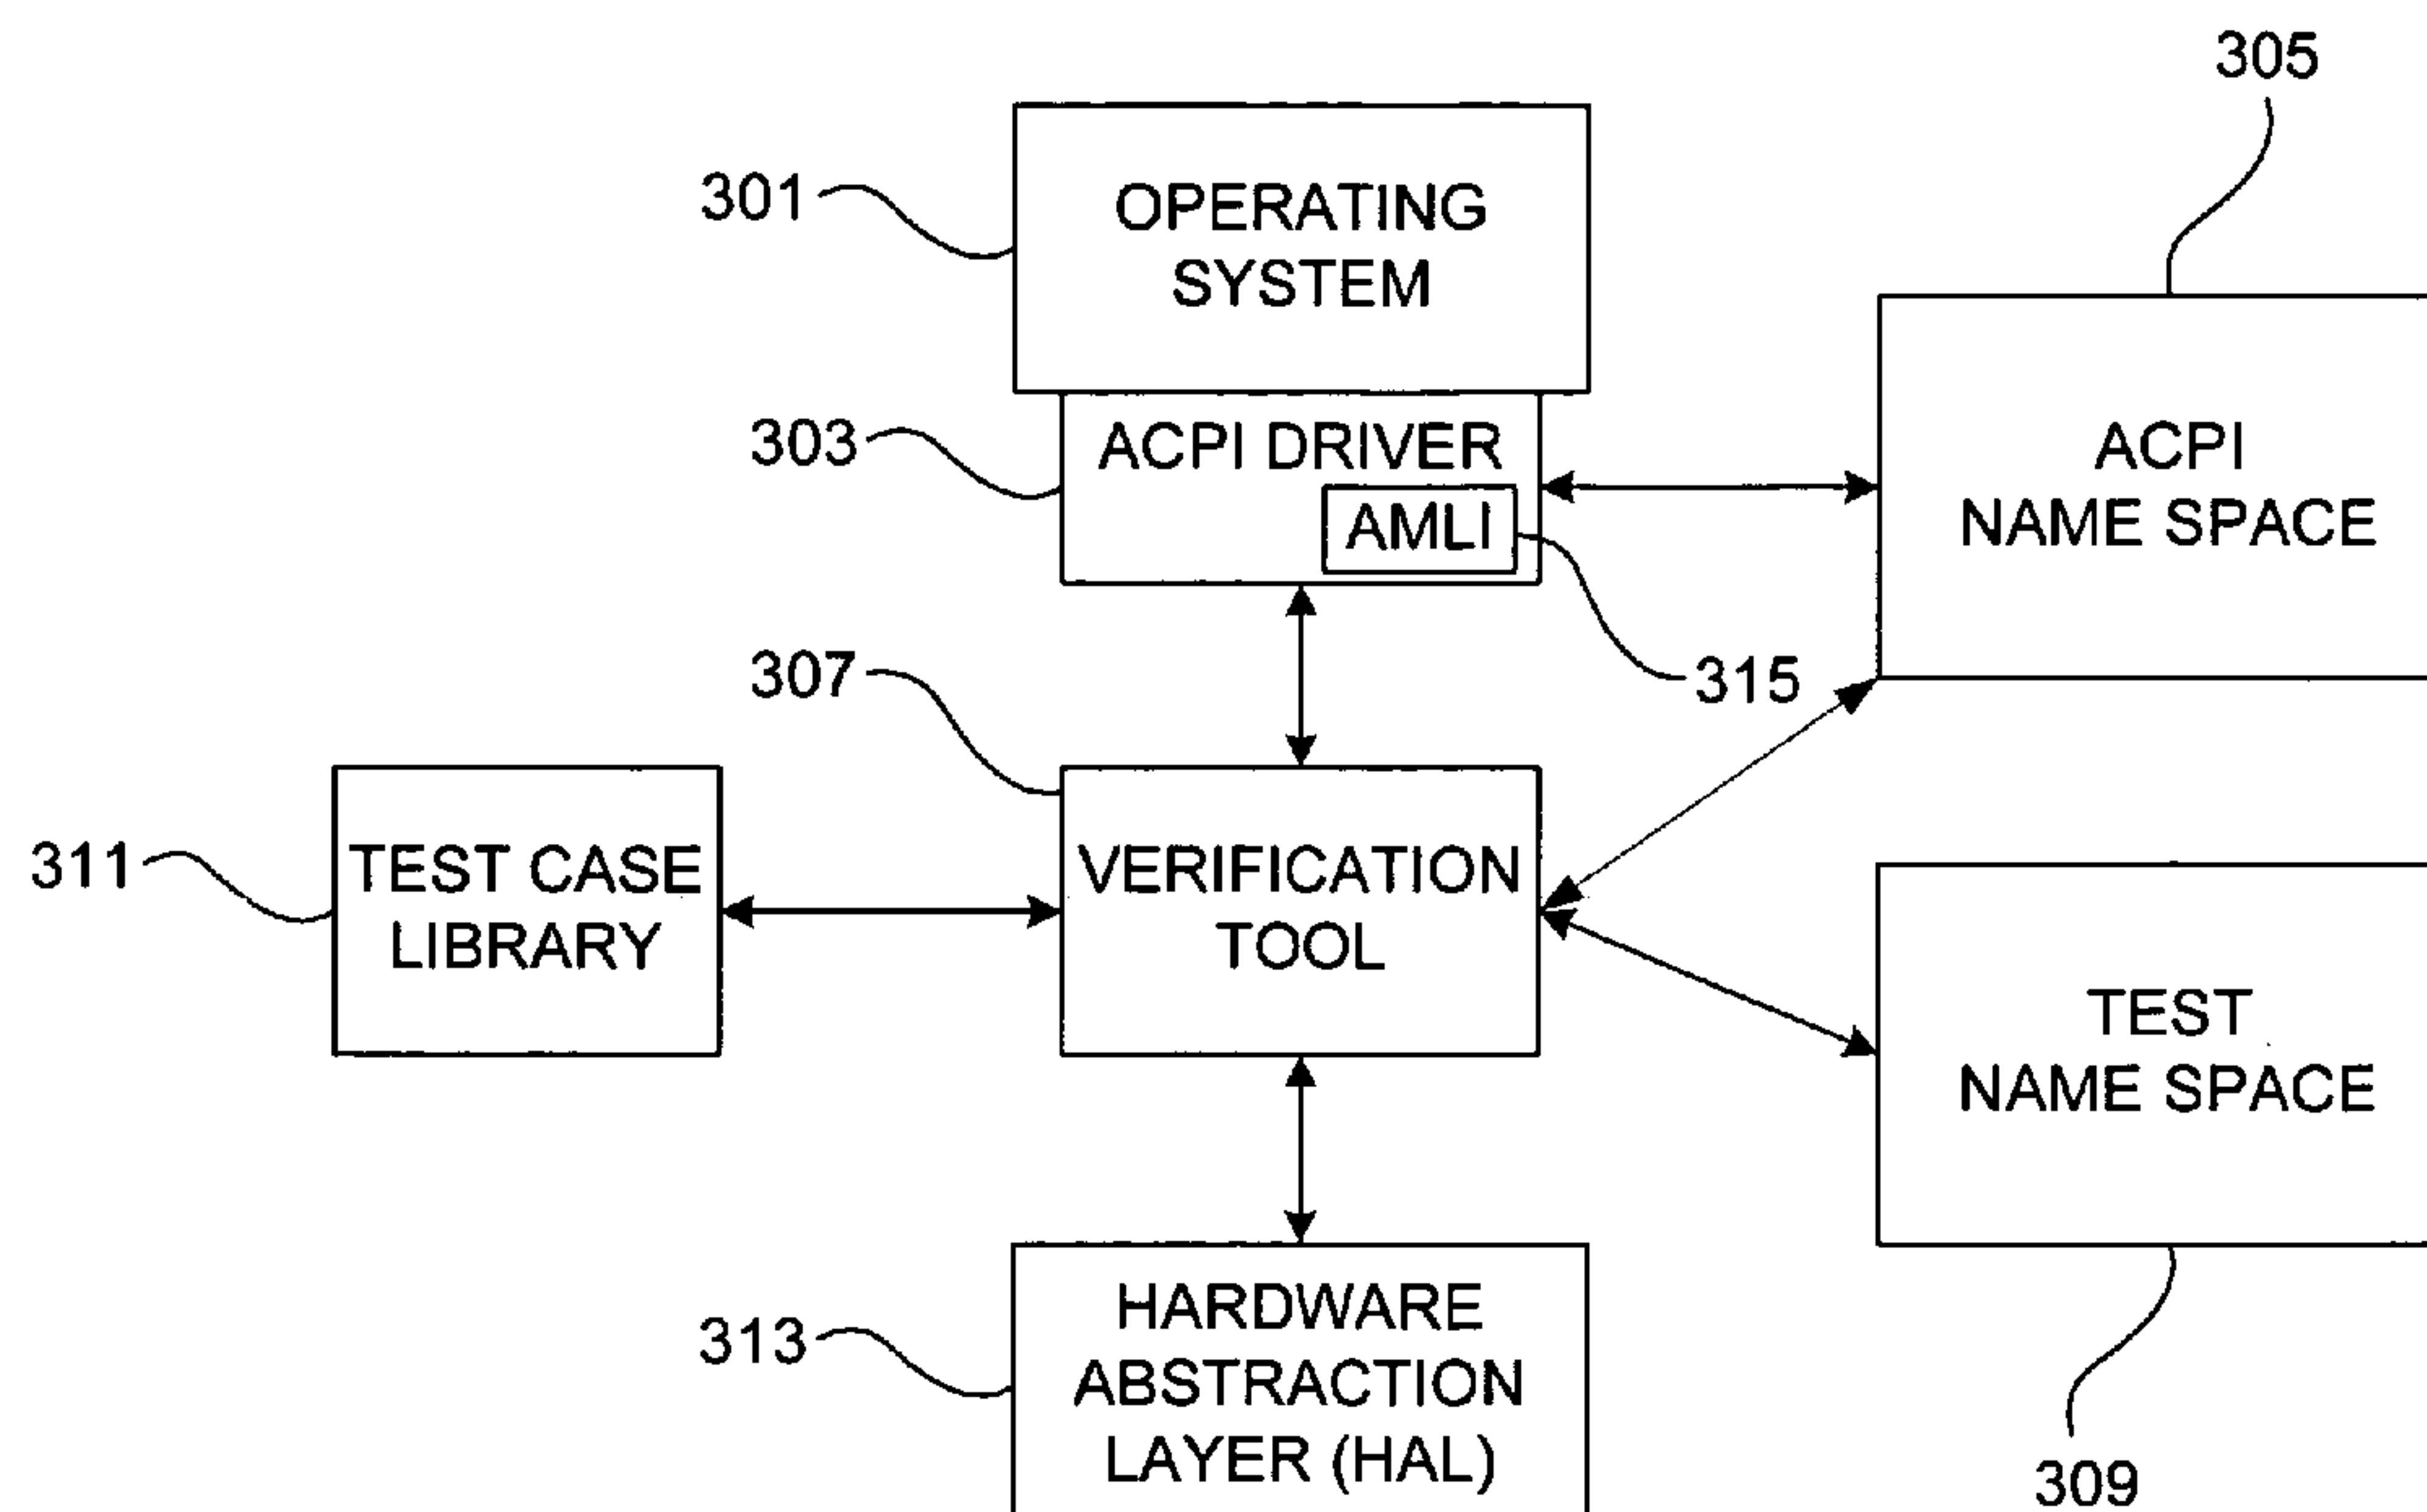 305
301
OPERATING
SYSTEM
303
ACPI DRIVER
AMLI
ACPI
NAME SPACE
307
315
311
TEST CASE
LIBRARY
VERIFICATION
TOOL
TEST
NAME SPACE
313
HARDWARE
ABSTRACTION
LAYER (HAL)
309